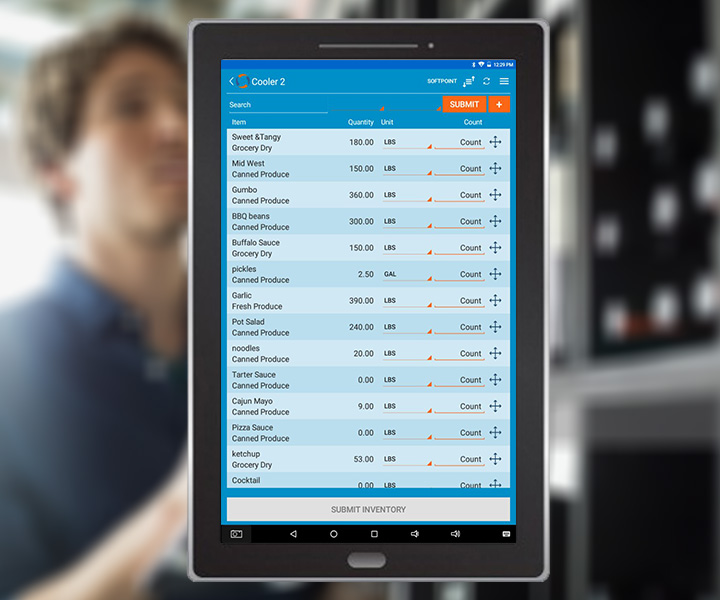 12:29 PM
Cooler 2 SOFTPOINT
Search SUBMIT +
Item Quantity Unit Count
Sweet &Tangy
Grocery Dry 180.00 LBS Count
Mid West
Canned Produce 150.00 LBS Count
Gumbo
Canned Produce 360.00 LBS Count
BBQ beans
Canned Produce 300.00 LBS Count
Buffalo Sauce
Grocery Dry 150.00 LBS Count
pickles
Canned Produce 2.50 GAL Count
Garlic
Fresh Produce 390.00 LBS Count
Pot Salad
Canned Produce 240.00 LBS Count
noodles
Canned Produce 20.00 LBS Count
Tarter Sauce
Canned Produce 0.00 LBS Count
Cajun Mayo
Canned Produce 9.00 LBS Count
Pizza Sauce
Canned Produce 0.00 LBS Count
ketchup
Grocery Dry 53.00 LBS Count
Cocktail 0.00 LBS Count
SUBMIT INVENTORY